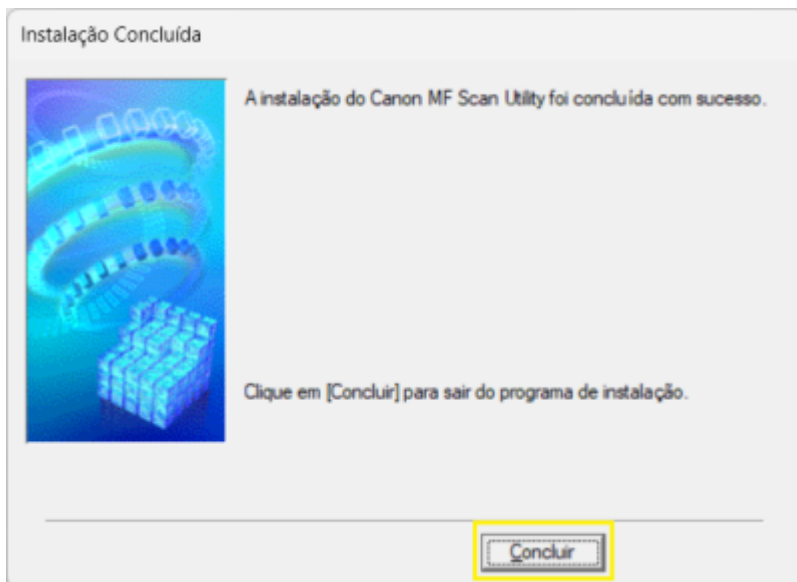 Instalação Concluída
A instalação do Canon MF Scan Utility foi concluída com sucesso.
Clique em [Concluir] para sair do programa de instalação.
Concluir